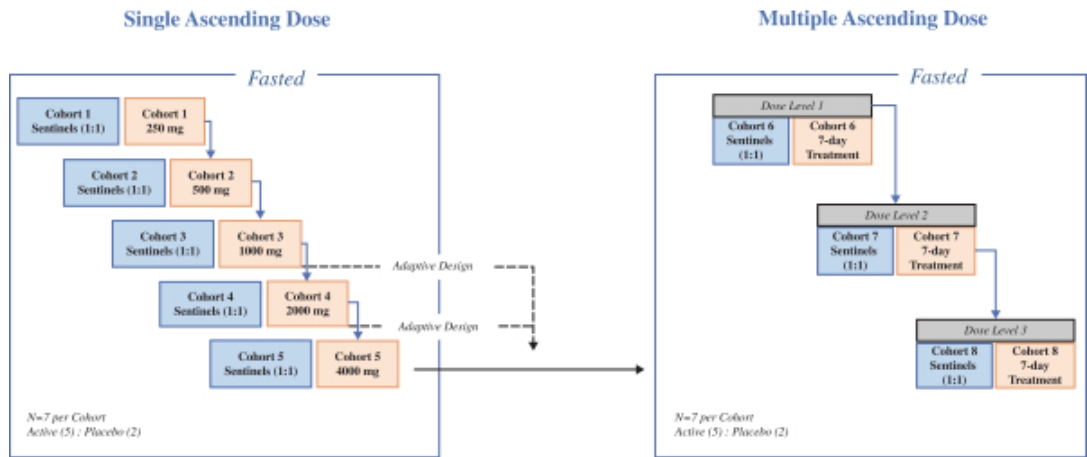 Single Ascending Dose
Fasted
Cohort 1
Sentinels (1:1)
Cohort 1
250 mg
Cohort 2
Sentinels (1:1)
Cohort 2
500 mg
Cohort 3
Sentinels (1:1)
Cohort 3
1000 mg
Adaptive Design
Cohort 4
Sentinels (1:1)
Cohort 4
2000 mg
Adaptive Design
Cohort 5
Sentinels (1:1)
Cohort 5
4000 mg
N=7 per Cohort
Active (5) : Placebo (2)
Multiple Ascending Dose
Fasted
Dose Level 1
Cohort 6
Sentinels
(1:1)
Cohort 6
7-day
Treatment
Dose Level 2
Cohort 7
Sentinels
(1:1)
Cohort 7
7-day
Treatment
Dose Level 3
Cohort 8
Sentinels
(1:1)
Cohort 8
7-day
Treatment
N=7 per Cohort
Active (5) : Placebo (2)